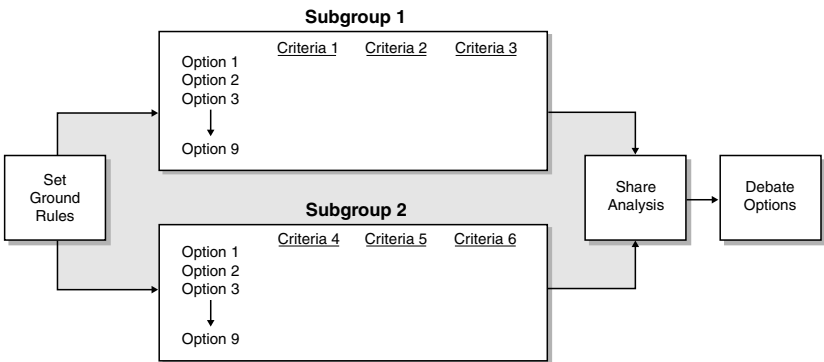 Subgroup 1
Criteria 1 Criteria 2 Criteria 3
Option 1
Option 2
Option 3
Option 9
Set
Ground
Rules
Share
Analysis
Debate
Options
Subgroup 2
Criteria 4 Criteria 5 Criteria 6
Option 1
Option 2
Option 3
Option 9